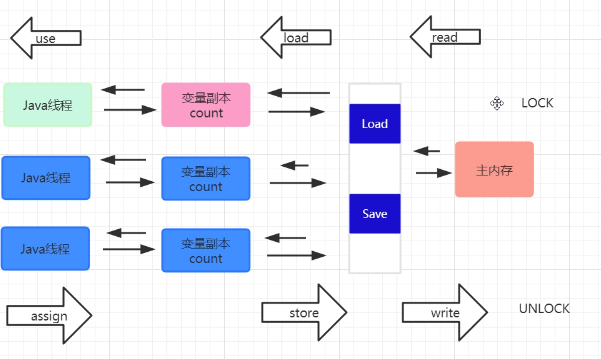 use
load
read
Java线程
变量副本
count
Load
LOCK
Java线程
变量副本
count
主内存
Save
Java线程
变量副本
count
assign
store
write
UNLOCK